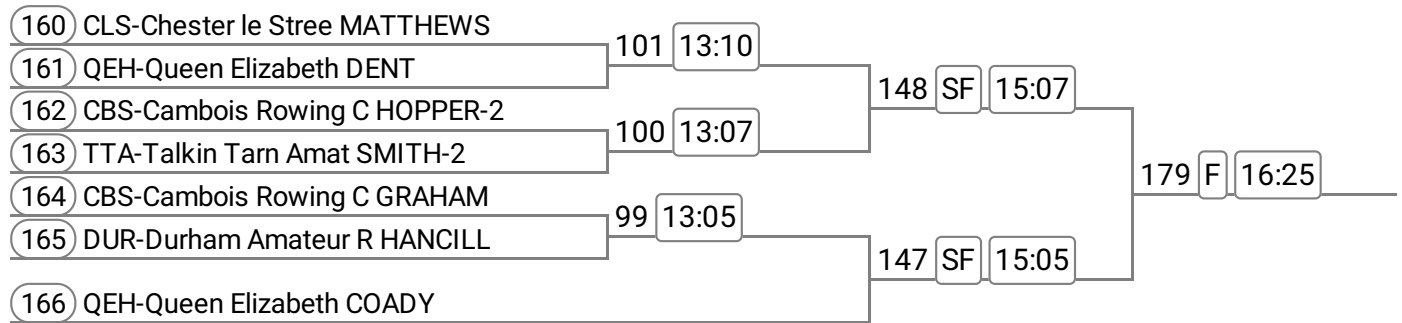 160 CLS-Chester le Stree MATTHEWS
101 13:10
161 QEH-Queen Elizabeth DENT
148 SF 15:07
162 CBS-Cambois Rowing C HOPPER-2
100 13:07
163 TTA-Talkin Tarn Amat SMITH-2
179 F 16:25
164 CBS-Cambois Rowing C GRAHAM
99 13:05
165 DUR-Durham Amateur R HANCILL
147 SF 15:05
166 QEH-Queen Elizabeth COADY